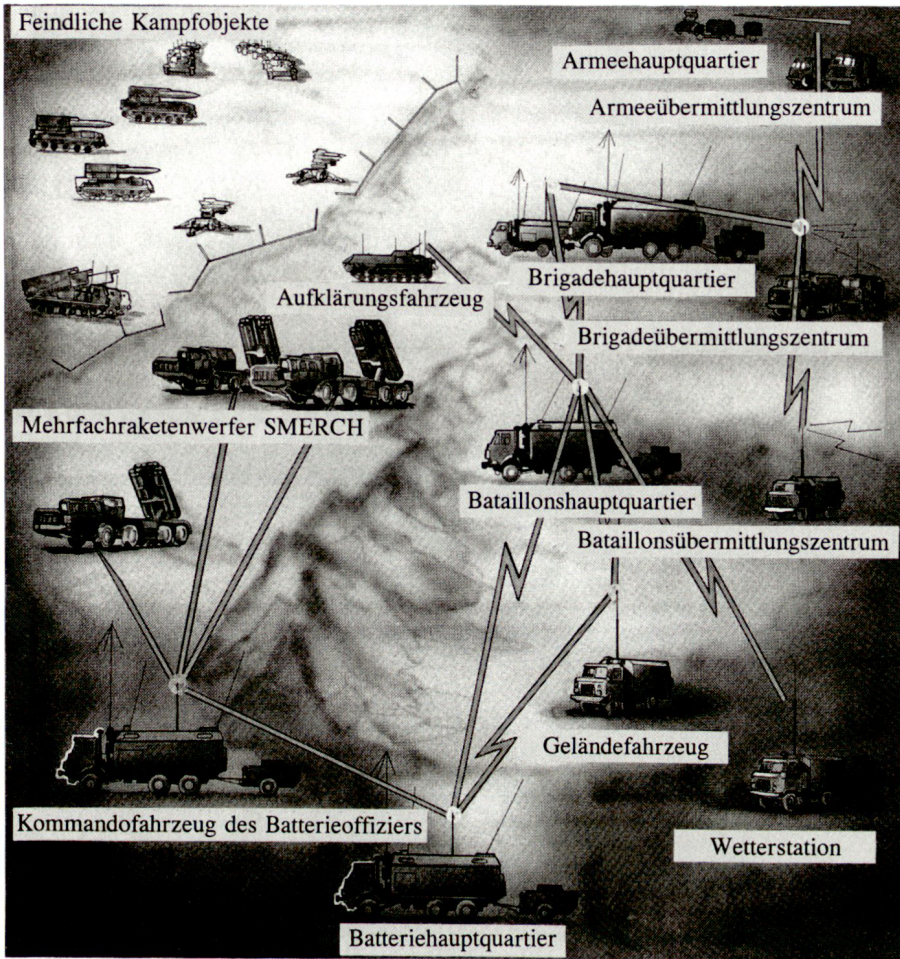 Feindliche Kampfobjekte
Armeehauptquartier
Armeeübermittlungszentrum
Aufklärungsfahrzeug
Brigadehauptquartier
Brigadeübermittlungszentrum
Mehrfachraketenwerfer SMERCH
Bataillonshauptquartier
Bataillonsübermittlungszentrum
Geländefahrzeug
Kommandofahrzeug des Batterieoffiziers
Wetterstation
Batteriehauptquartier